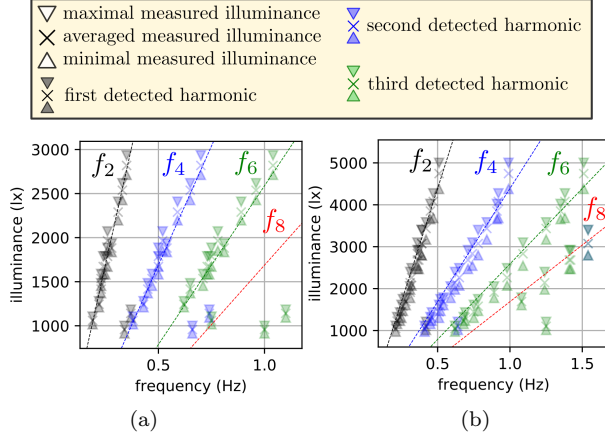 maximal measured illuminance
averaged measured illuminance
minimal measured illuminance
first detected harmonic
second detected harmonic
third detected harmonic
3000
2500
2000
1500
1000
illuminance (lx)
f2
f4
f6
f8
0.5
1.0
frequency (Hz)
(a)
5000
4000
3000
2000
1000
illuminance (lx)
f2
f4
f6
f8
0.5
1.0
1.5
frequency (Hz)
(b)